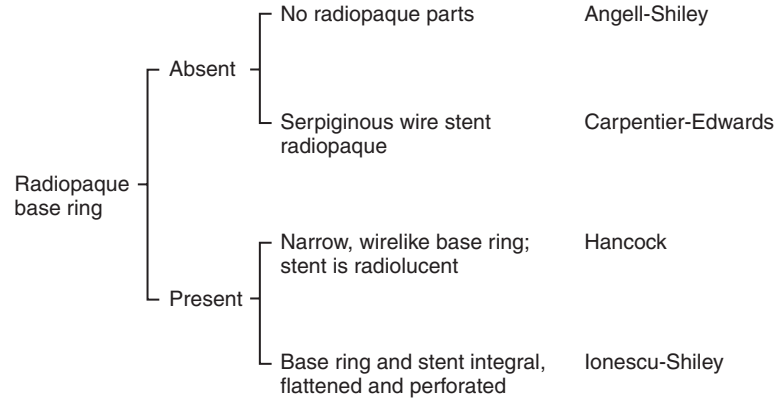 No radiopaque parts Angell-Shiley
Absent
Serpiginous wire stent Carpentier-Edwards
radiopaque
Radiopaque
base ring
Narrow, wirelike base ring; Hancock
stent is radiolucent
Present
Base ring and stent integral, Ionescu-Shiley
flattened and perforated